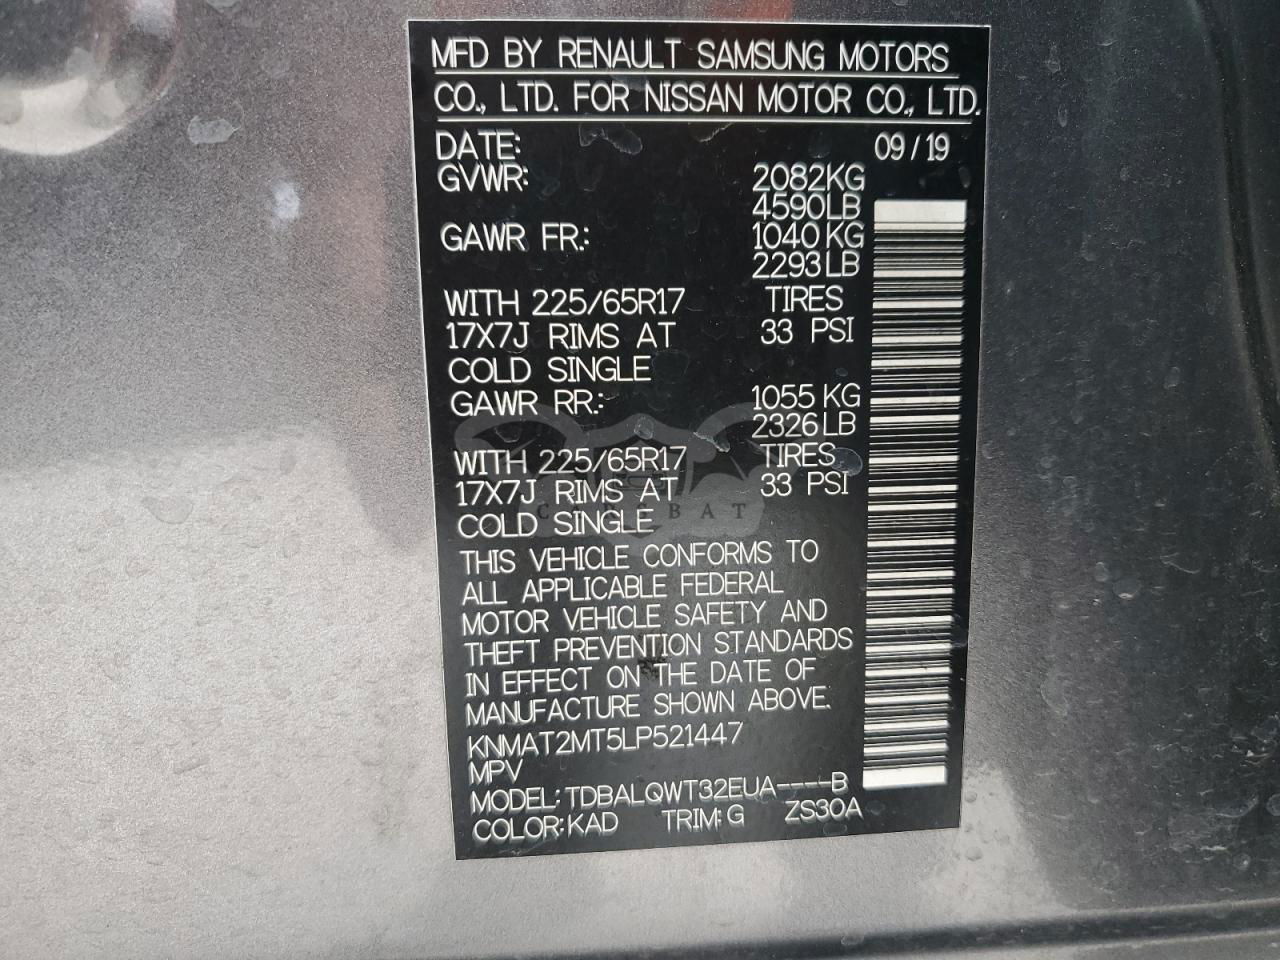 MFD BY RENAULT SAMSUNG MOTORS
CO., LTD. FOR NISSAN MOTOR CO., LTD.
DATE: 09 / 19
GVWR: 2082KG
4590LB
GAWR FR.: 1040 KG
2293LB
WITH 225/65R17 TIRES
17X7J RIMS AT 33 PSI
COLD SINGLE
GAWR RR.: 1055 KG
2326LB
WITH 225/65R17 TIRES
17X7J RIMS AT 33 PSI
COLD SINGLE
THIS VEHICLE CONFORMS TO
ALL APPLICABLE FEDERAL
MOTOR VEHICLE SAFETY AND
THEFT PREVENTION STANDARDS
IN EFFECT ON THE DATE OF
MANUFACTURE SHOWN ABOVE.
KNMAT2MT5LP521447
MPV
MODEL: TDBALQWT32EUA----B
COLOR: KAD TRIM: G ZS30A